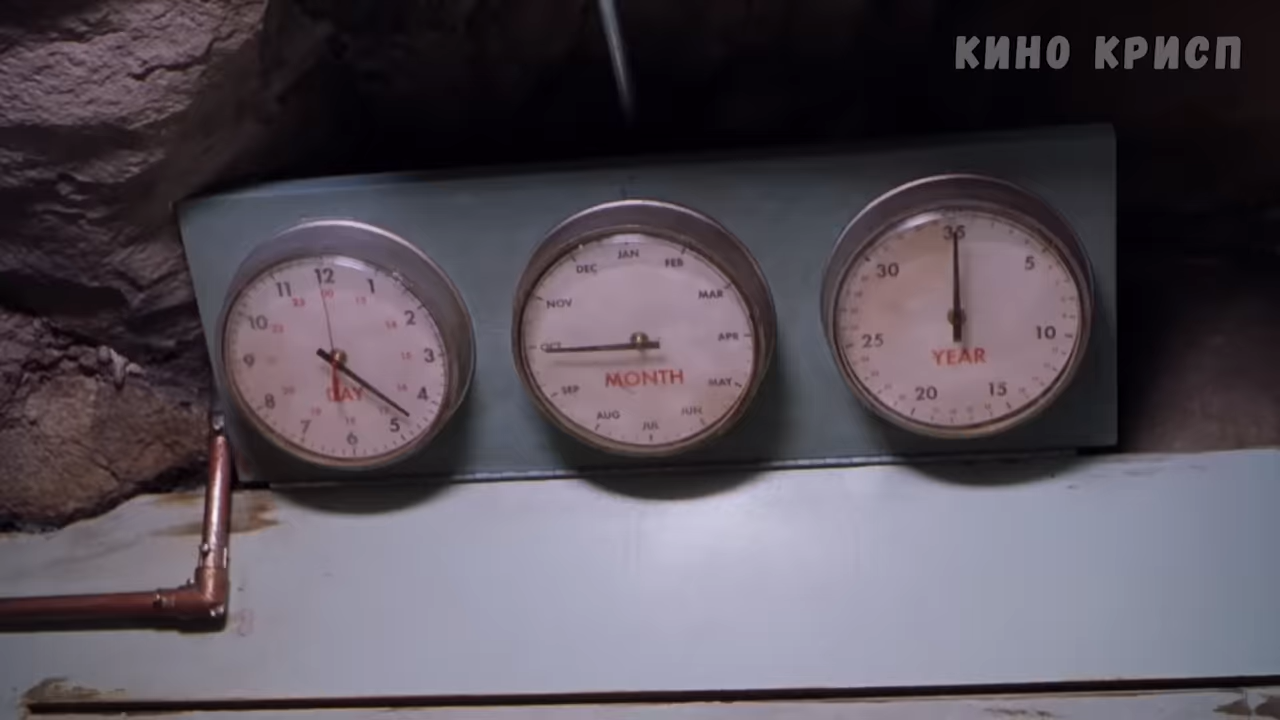 КИНО КРИСП
12
1
2
3
4
5
6
7
8
9
10
11
DAY
JAN
FEB
MAR
APR
MAY
JUN
JUL
AUG
SEP
OCT
NOV
DEC
MONTH
35
5
10
15
20
25
30
YEAR